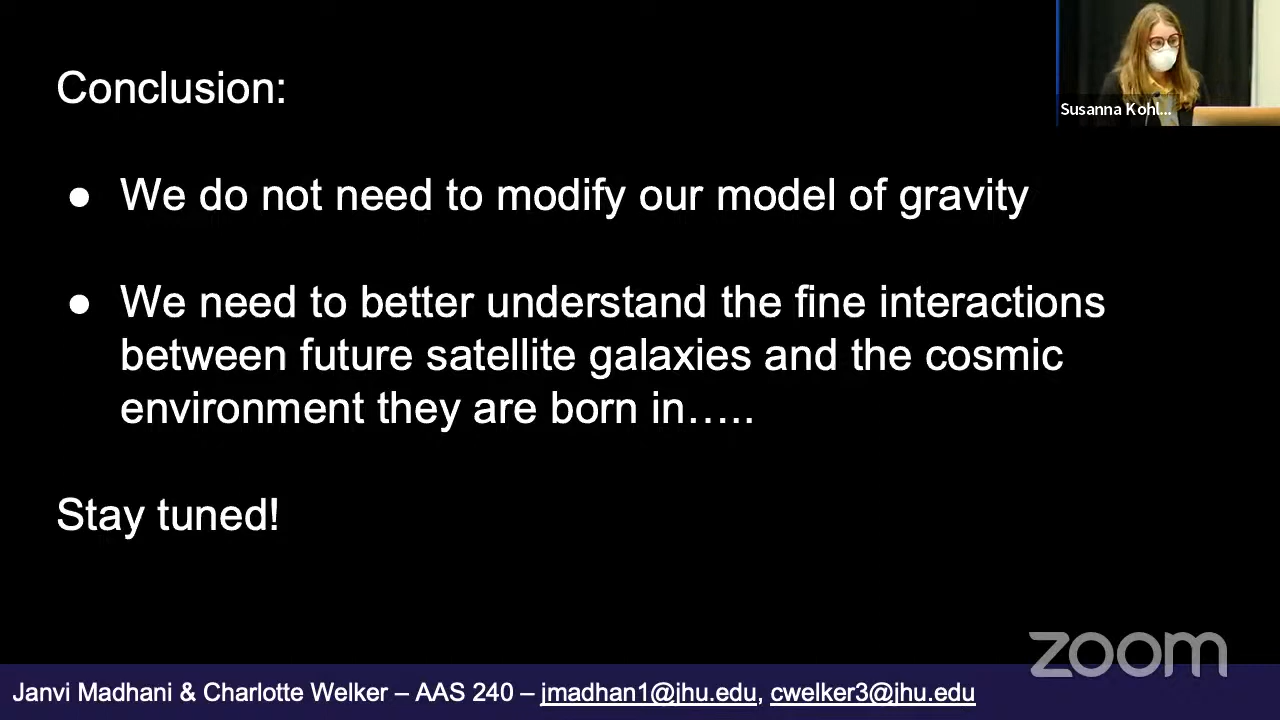 Conclusion:
Susanna Kohl...
● We do not need to modify our model of gravity
● We need to better understand the fine interactions
between future satellite galaxies and the cosmic
environment they are born in…..
Stay tuned!
zoom
Janvi Madhani & Charlotte Welker – AAS 240 – jmadhan1@jhu.edu, cwelker3@jhu.edu